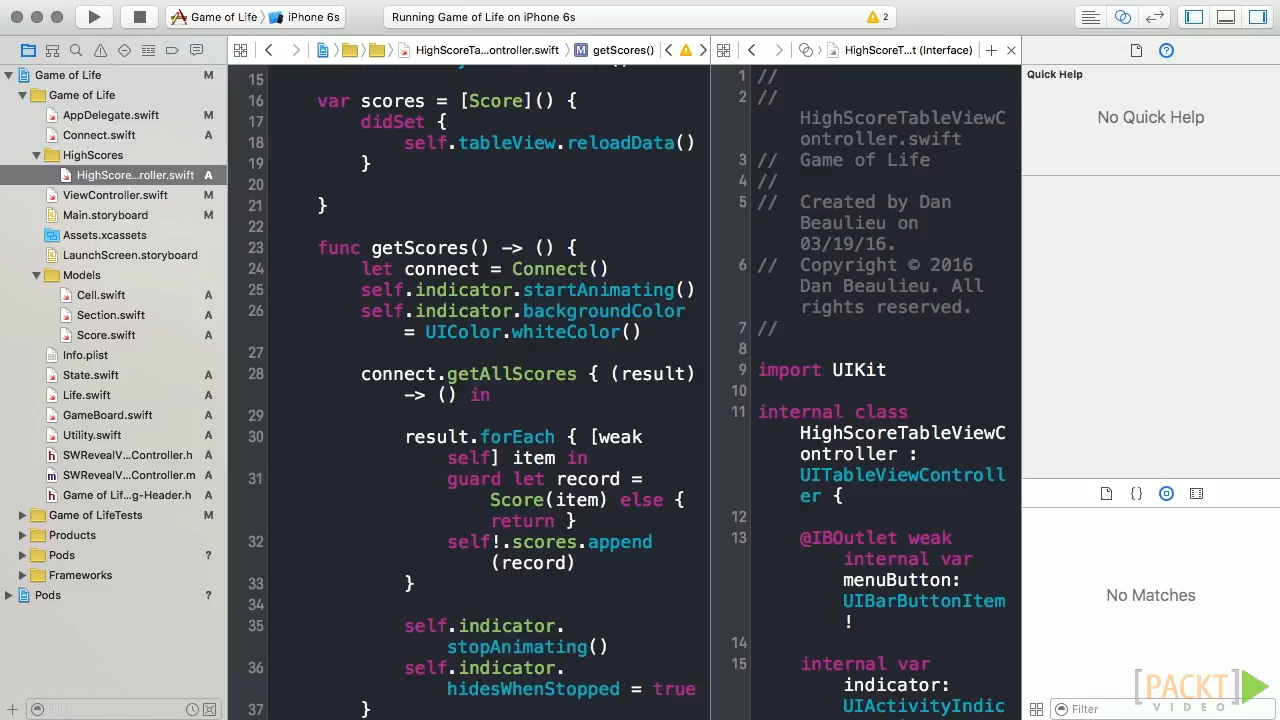 Game of Life
iPhone 6s
Running Game of Life on iPhone 6s
2
HighScoreTa...ontroller.swift
M
getScores()
HighScoreT...t (Interface)
Game of Life M
Game of Life
AppDelegate.swift M
Connect.swift A
HighScores
HighScore...roller.swift A
ViewController.swift M
Main.storyboard M
Assets.xcassets
LaunchScreen.storyboard
Models
Cell.swift A
Section.swift A
Score.swift A
Info.plist
State.swift A
Life.swift A
GameBoard.swift A
Utility.swift A
h SWRevealV...Controller.h A
m SWRevealV...Controller.m A
h Game of Lif...g-Header.h A
Game of LifeTests M
Products
Pods ?
Frameworks
Pods ?
Filter
15
16 var scores = [Score]() {
17 didSet {
18 self.tableView.reloadData()
19 }
20
21 }
22
23 func getScores() -> () {
24 let connect = Connect()
25 self.indicator.startAnimating()
26 self.indicator.backgroundColor
= UIColor.whiteColor()
27
28 connect.getAllScores { (result)
-> () in
29
30 result.forEach { [weak
self] item in
31 guard let record =
Score(item) else {
return }
32 self!.scores.append
(record)
33 }
34
35 self.indicator.
stopAnimating()
36 self.indicator.
hidesWhenStopped = true
37 }
1 //
2 //
HighScoreTableViewC
ontroller.swift
3 // Game of Life
4 //
5 // Created by Dan
Beaulieu on
03/19/16.
6 // Copyright © 2016
Dan Beaulieu. All
rights reserved.
7 //
8
9 import UIKit
10
11 internal class
HighScoreTableViewC
ontroller :
UITableViewControll
er {
12
13 @IBOutlet weak
internal var
menuButton:
UIBarButtonItem
!
14
15 internal var
indicator:
UIActivityIndic
Quick Help
No Quick Help
{}
No Matches
Filter
[PACKT]
VIDEO